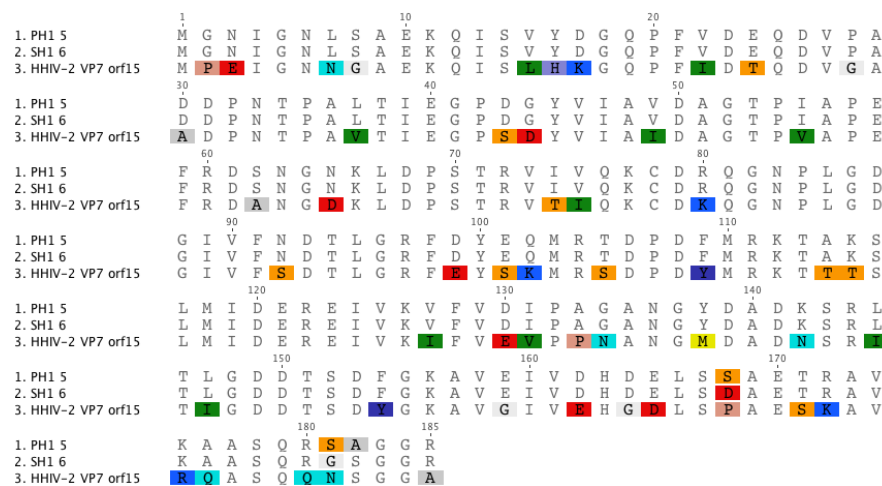 1 10 20
1. PH1 5 M G N I G N L S A E K Q I S V Y D G Q P F V D E Q D V P A
2. SH1 6 M G N I G N L S A E K Q I S V Y D G Q P F V D E Q D V P A
3. HHIV-2 VP7 orf15 M P E I G N N G A E K Q I S L H K G Q P F I D T Q D V G A
30 40 50
1. PH1 5 D D P N T P A L T I E G P D G Y V I A V D A G T P I A P E
2. SH1 6 D D P N T P A L T I E G P D G Y V I A V D A G T P I A P E
3. HHIV-2 VP7 orf15 A D P N T P A V T I E G P S D Y V I A I D A G T P V A P E
60 70 80
1. PH1 5 F R D S N G N K L D P S T R V I V Q K C D R Q G N P L G D
2. SH1 6 F R D S N G N K L D P S T R V I V Q K C D R Q G N P L G D
3. HHIV-2 VP7 orf15 F R D A N G D K L D P S T R V T I Q K C D K Q G N P L G D
90 100 110
1. PH1 5 G I V F N D T L G R F D Y E Q M R T D P D F M R K T A K S
2. SH1 6 G I V F N D T L G R F D Y E Q M R T D P D F M R K T A K S
3. HHIV-2 VP7 orf15 G I V F S D T L G R F E Y S K M R S D P D Y M R K T T T S
120 130 140
1. PH1 5 L M I D E R E I V K V F V D I P A G A N G Y D A D K S R L
2. SH1 6 L M I D E R E I V K V F V D I P A G A N G Y D A D K S R L
3. HHIV-2 VP7 orf15 L M I D E R E I V K I F V E V P P N A N G M D A D N S R I
150 160 170
1. PH1 5 T L G D D T S D F G K A V E I V D H D E L S S A E T R A V
2. SH1 6 T L G D D T S D F G K A V E I V D H D E L S D A E T R A V
3. HHIV-2 VP7 orf15 T I G D D T S D Y G K A V G I V E H G D L S P A E S K A V
180 185
1. PH1 5 K A A S Q R S A G G R
2. SH1 6 K A A S Q R G S G G R
3. HHIV-2 VP7 orf15 R Q A S Q Q N S G G A